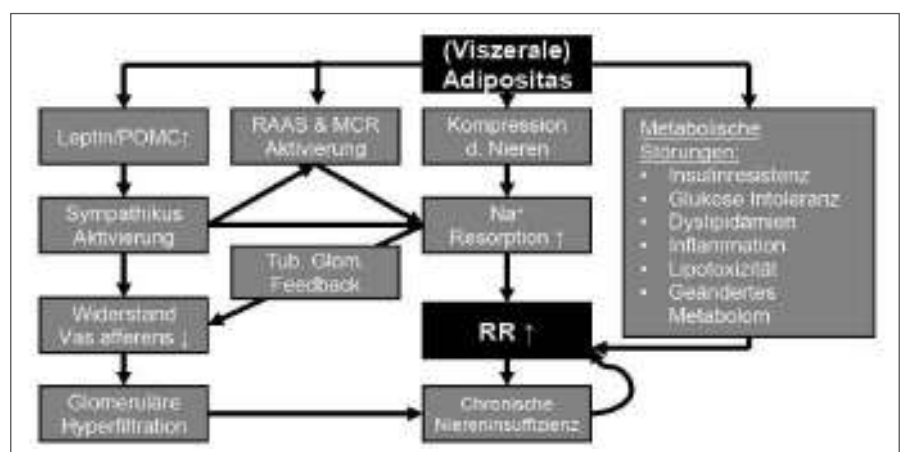 (Viszerale)
Adipositas
Leptin/POMC↑
RAAS & MCR
Aktivierung
Kompression
d. Nieren
Metabolische
Störungen:
• Insulinresistenz
• Glukose Intoleranz
• Dyslipidämien
• Inflammation
• Lipotoxizität
• Geändertes
Metabolom
Sympathikus
Aktivierung
Na⁺
Resorption ↑
Tub. Glom.
Feedback
Widerstand
Vas afferens ↓
RR ↑
Glomeruläre
Hyperfiltration
Chronische
Niereninsuffizienz